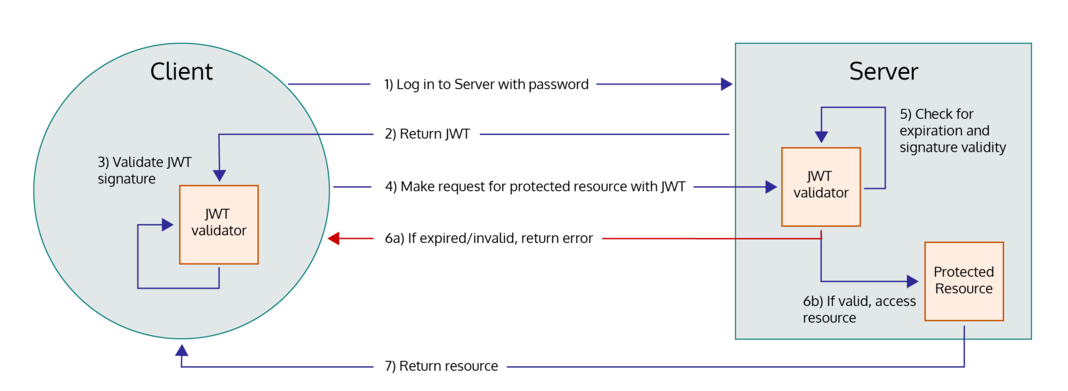 Client
Server
1) Log in to Server with password
2) Return JWT
3) Validate JWT
signature
JWT
validator
4) Make request for protected resource with JWT
JWT
validator
5) Check for
expiration and
signature validity
6a) If expired/invalid, return error
6b) If valid, access
resource
Protected
Resource
7) Return resource